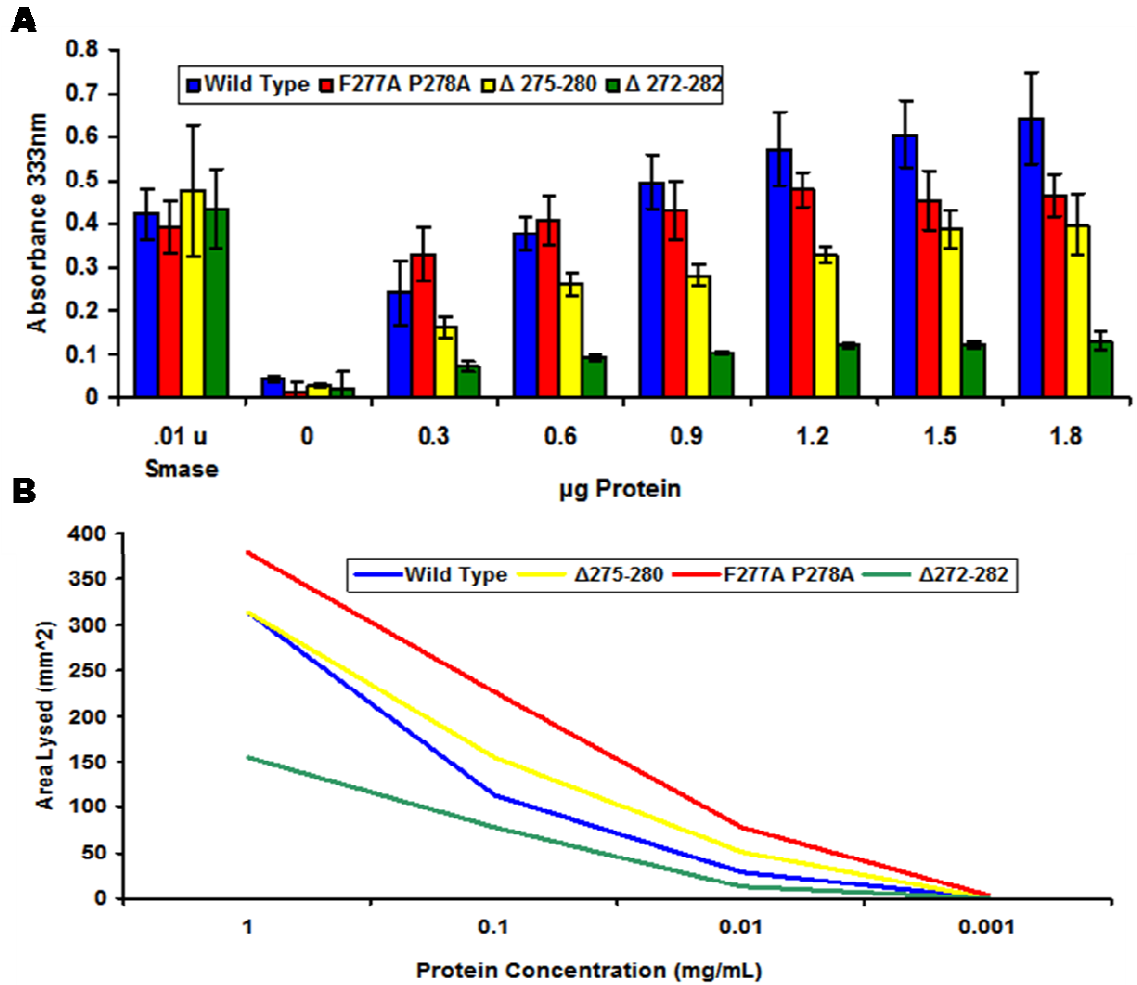 A
0.8
0.7
0.6
0.5
0.4
0.3
0.2
0.1
0
Absorbance 333nm
Wild Type F277A P278A Δ 275-280 Δ 272-282
.01 u Smase 0 0.3 0.6 0.9 1.2 1.5 1.8
µg Protein
B
400
350
300
250
200
150
100
50
0
Area Lysed (mm^2)
Wild Type Δ275-280 F277A P278A Δ272-282
1 0.1 0.01 0.001
Protein Concentration (mg/mL)